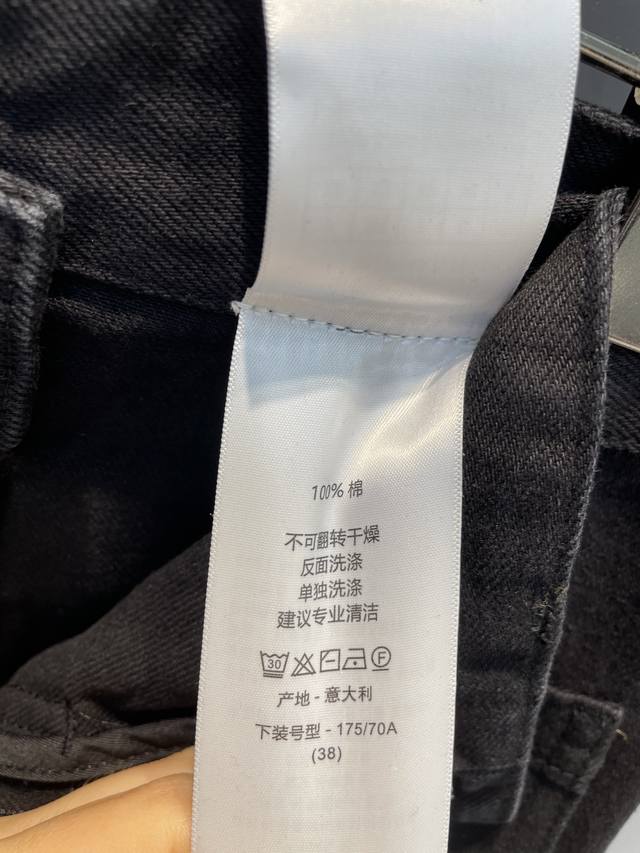 100% 棉
不可翻转干燥
反面洗涤
单独洗涤
建议专业清洁
30 F
产地 - 意大利
下装号型 - 175/70A
(38)